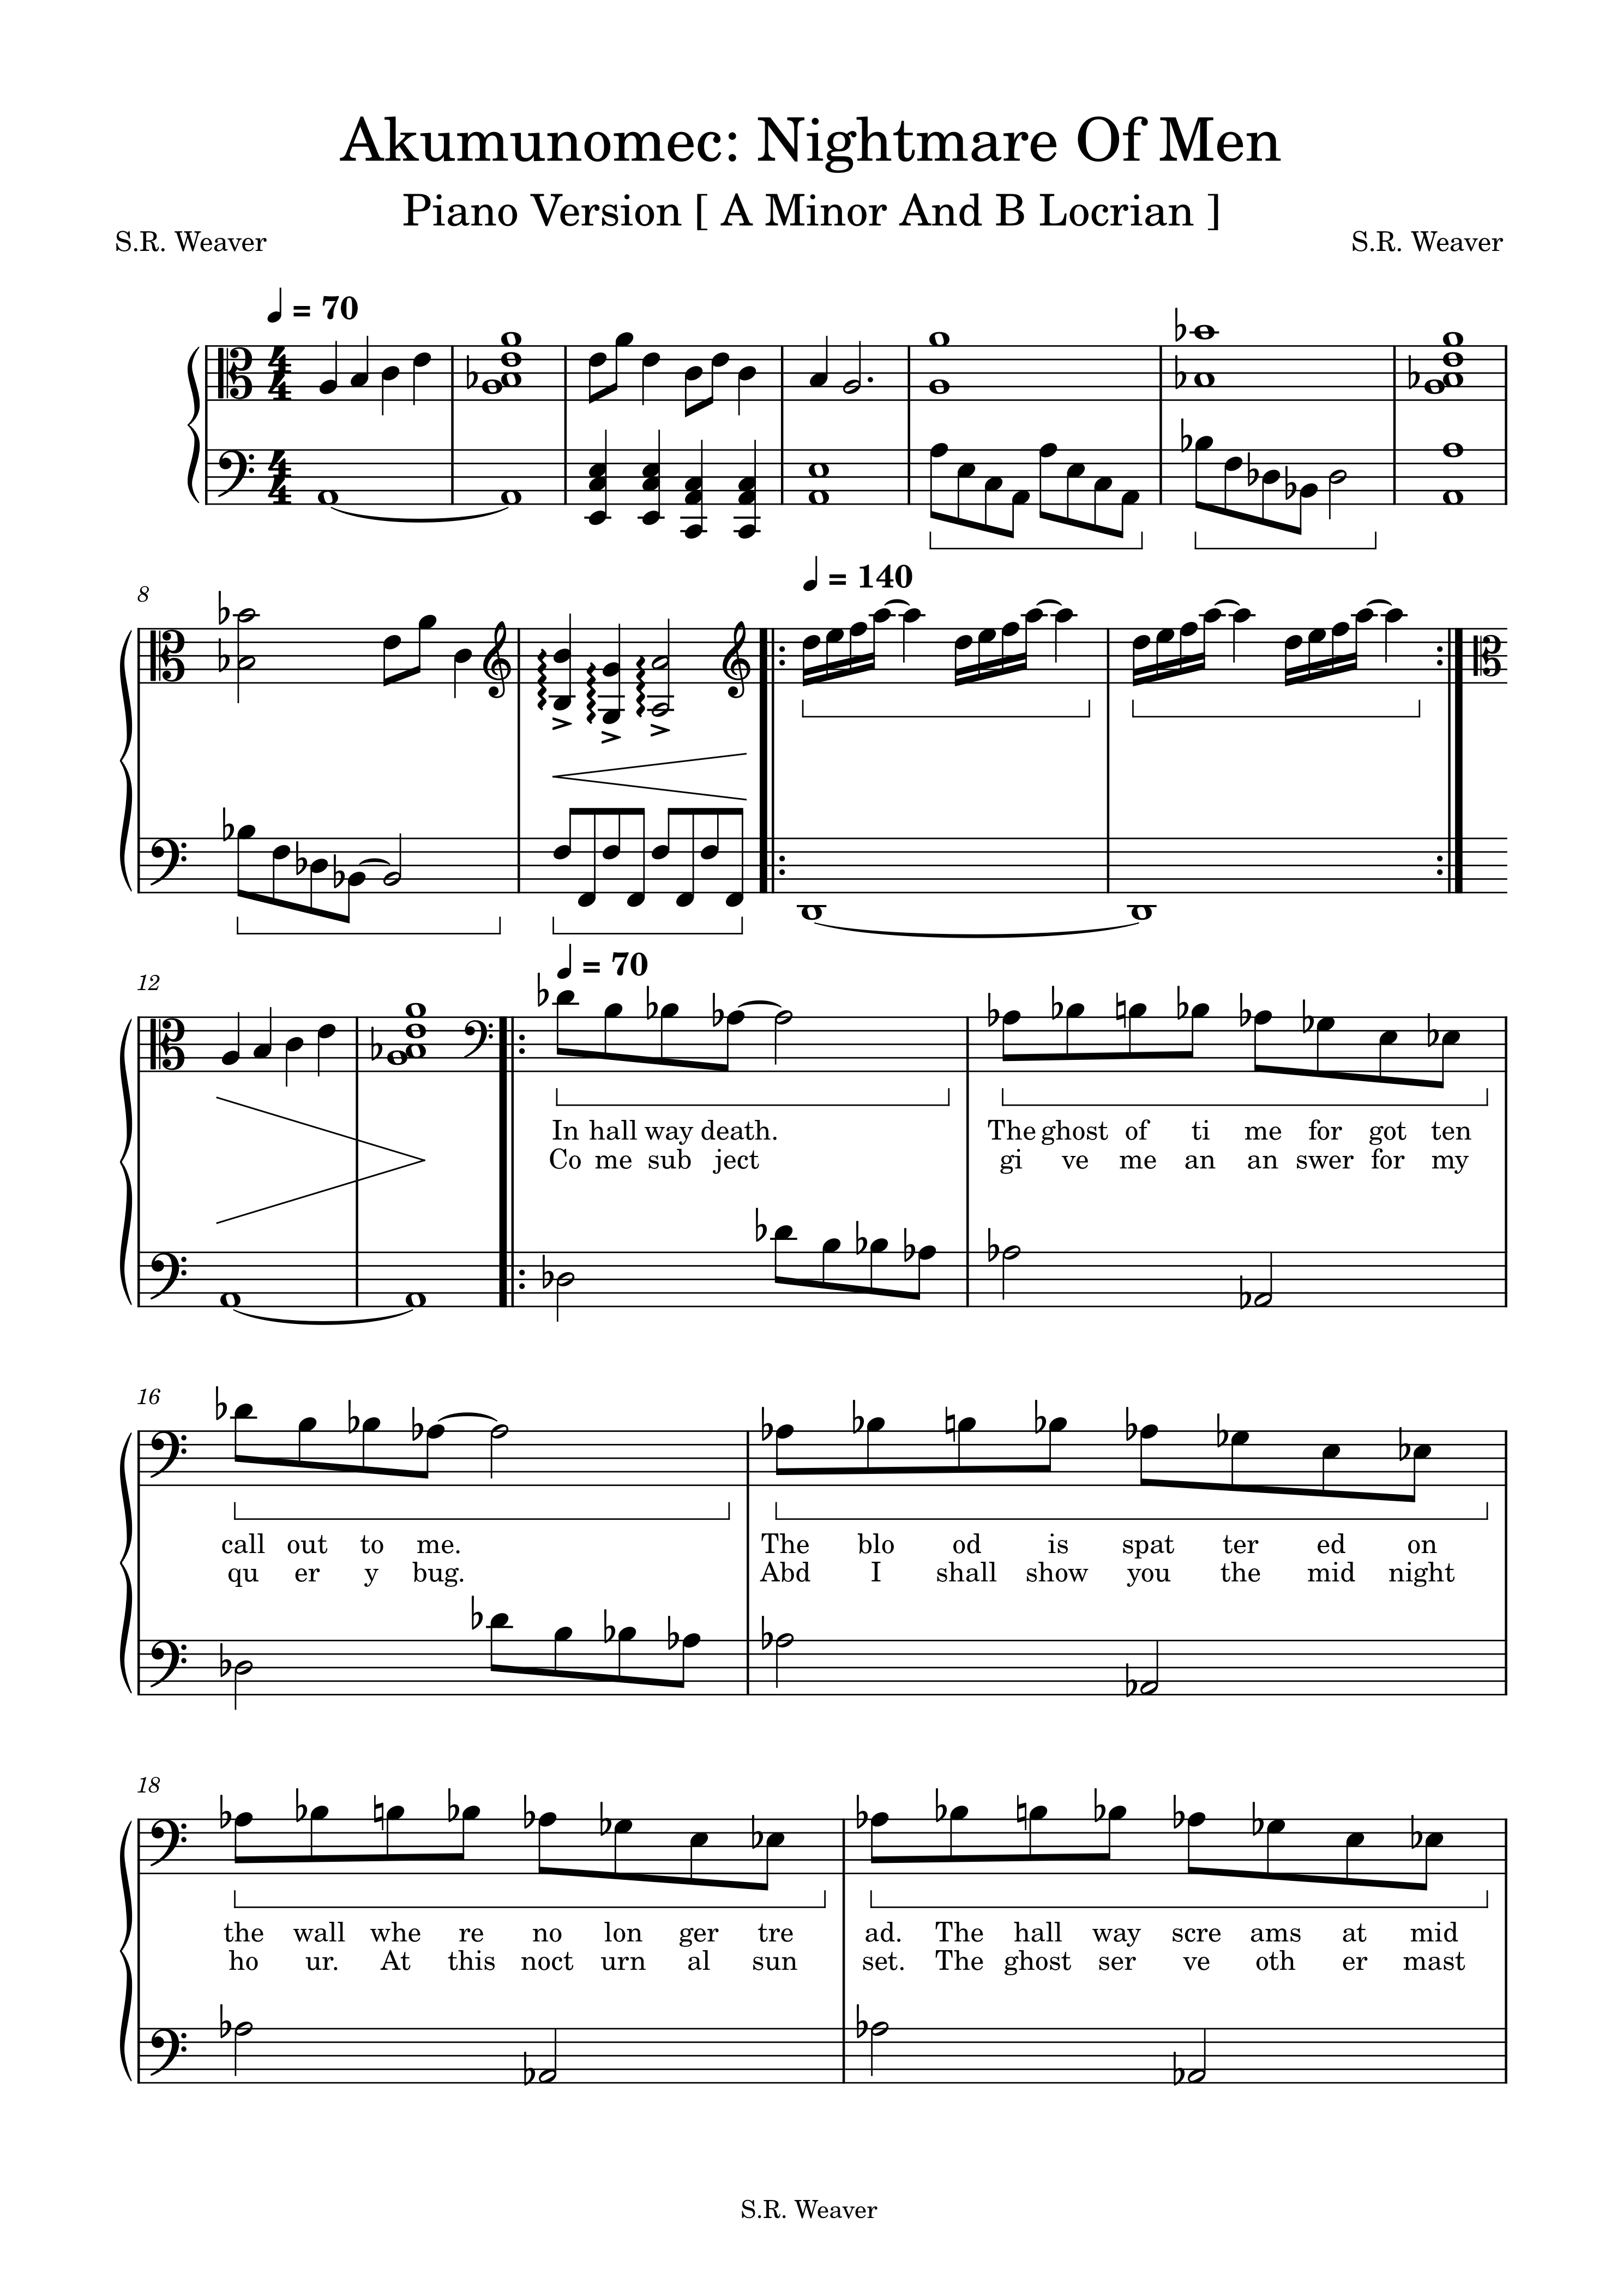 Akumunomec: Nightmare Of Men
Piano Version [ A Minor And B Locrian ]
S.R. Weaver
S.R. Weaver
= 70
4
4
4
4
8
= 140
12
= 70
In hall way death. The ghost of ti me for got ten
Co me sub ject gi ve me an an swer for my
16
call out to me. The blo od is spat ter ed on
qu er y bug. Abd I shall show you the mid night
18
the wall whe re no lon ger tre ad. The hall way scre ams at mid
ho ur. At this noct urn al sun set. The ghost ser ve oth er mast
S.R. Weaver